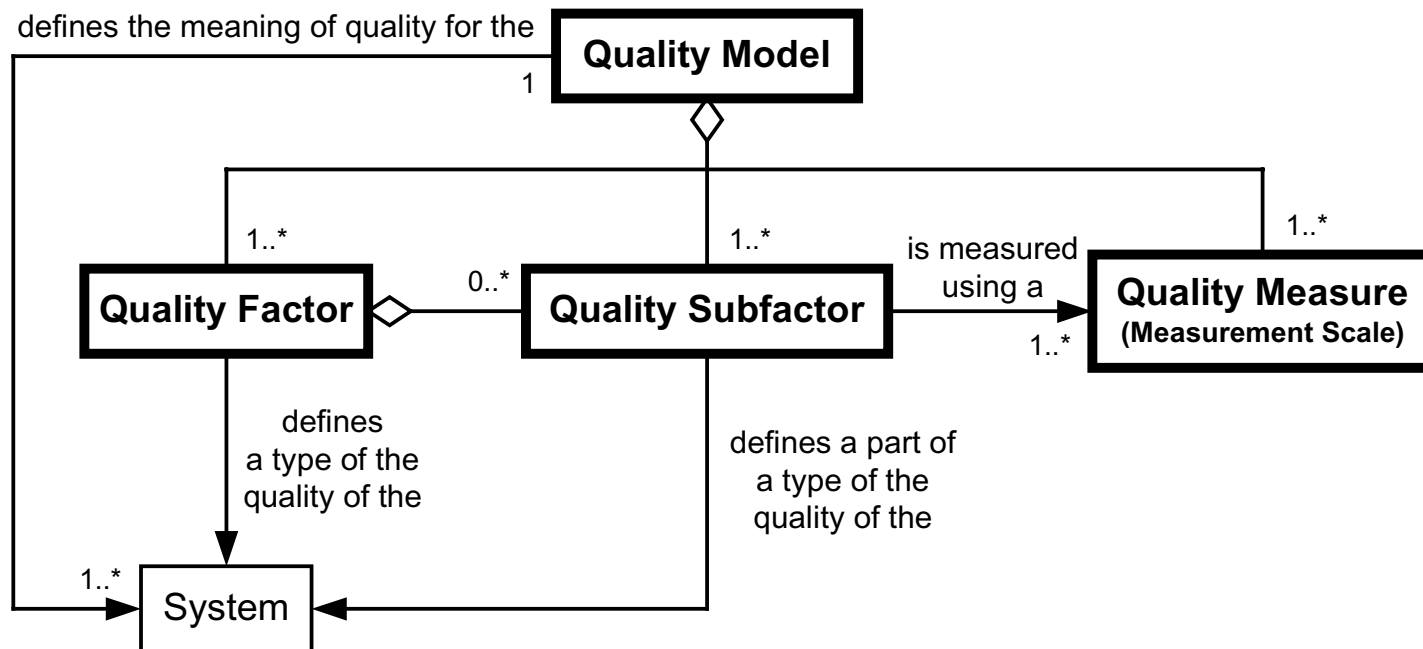 defines the meaning of quality for the
Quality Model
1
1..*
1..*
1..*
is measured
using a
0..*
Quality Factor
Quality Subfactor
Quality Measure
(Measurement Scale)
1..*
defines
a type of the
quality of the
defines a part of
a type of the
quality of the
1..*
System